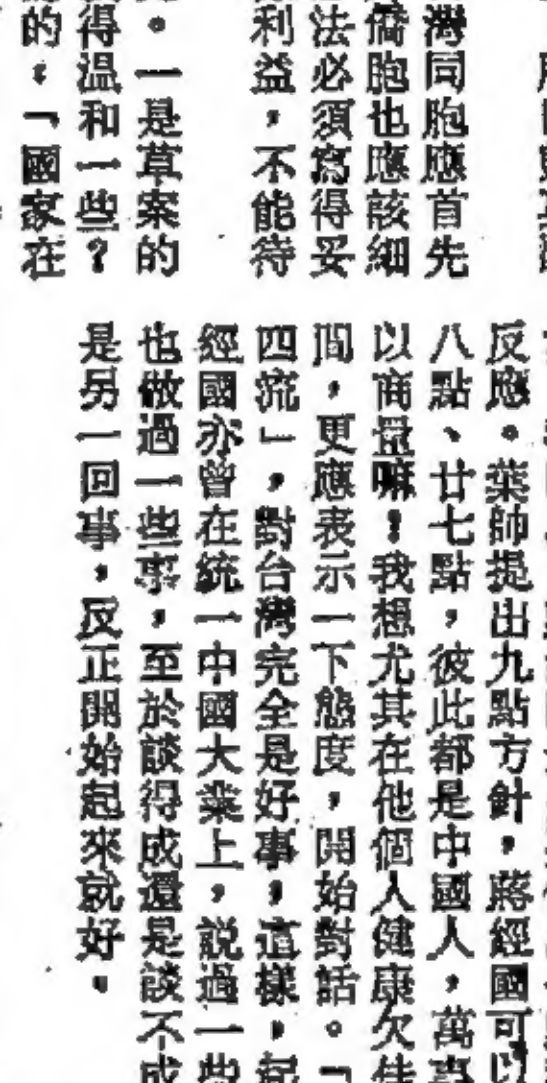 灣同胞應首先
僑胞也應該細
法必須寫得妥
利益，不能待
。一是草案的
得温和一些？
的，「國家在
反應。葉帥提出九點方針，蔣經國可以
八點、廿七點，彼此都是中國人，萬事
以商量嘛！我想尤其在他個人健康欠佳
間，更應表示一下態度，開始對話。「
四流」，對台灣完全是好事，這樣，起
經國亦曾在統一中國大業上，説過一些
也做過一些事，至於談得成還是談不成
是另一回事，反正開始起來就好。